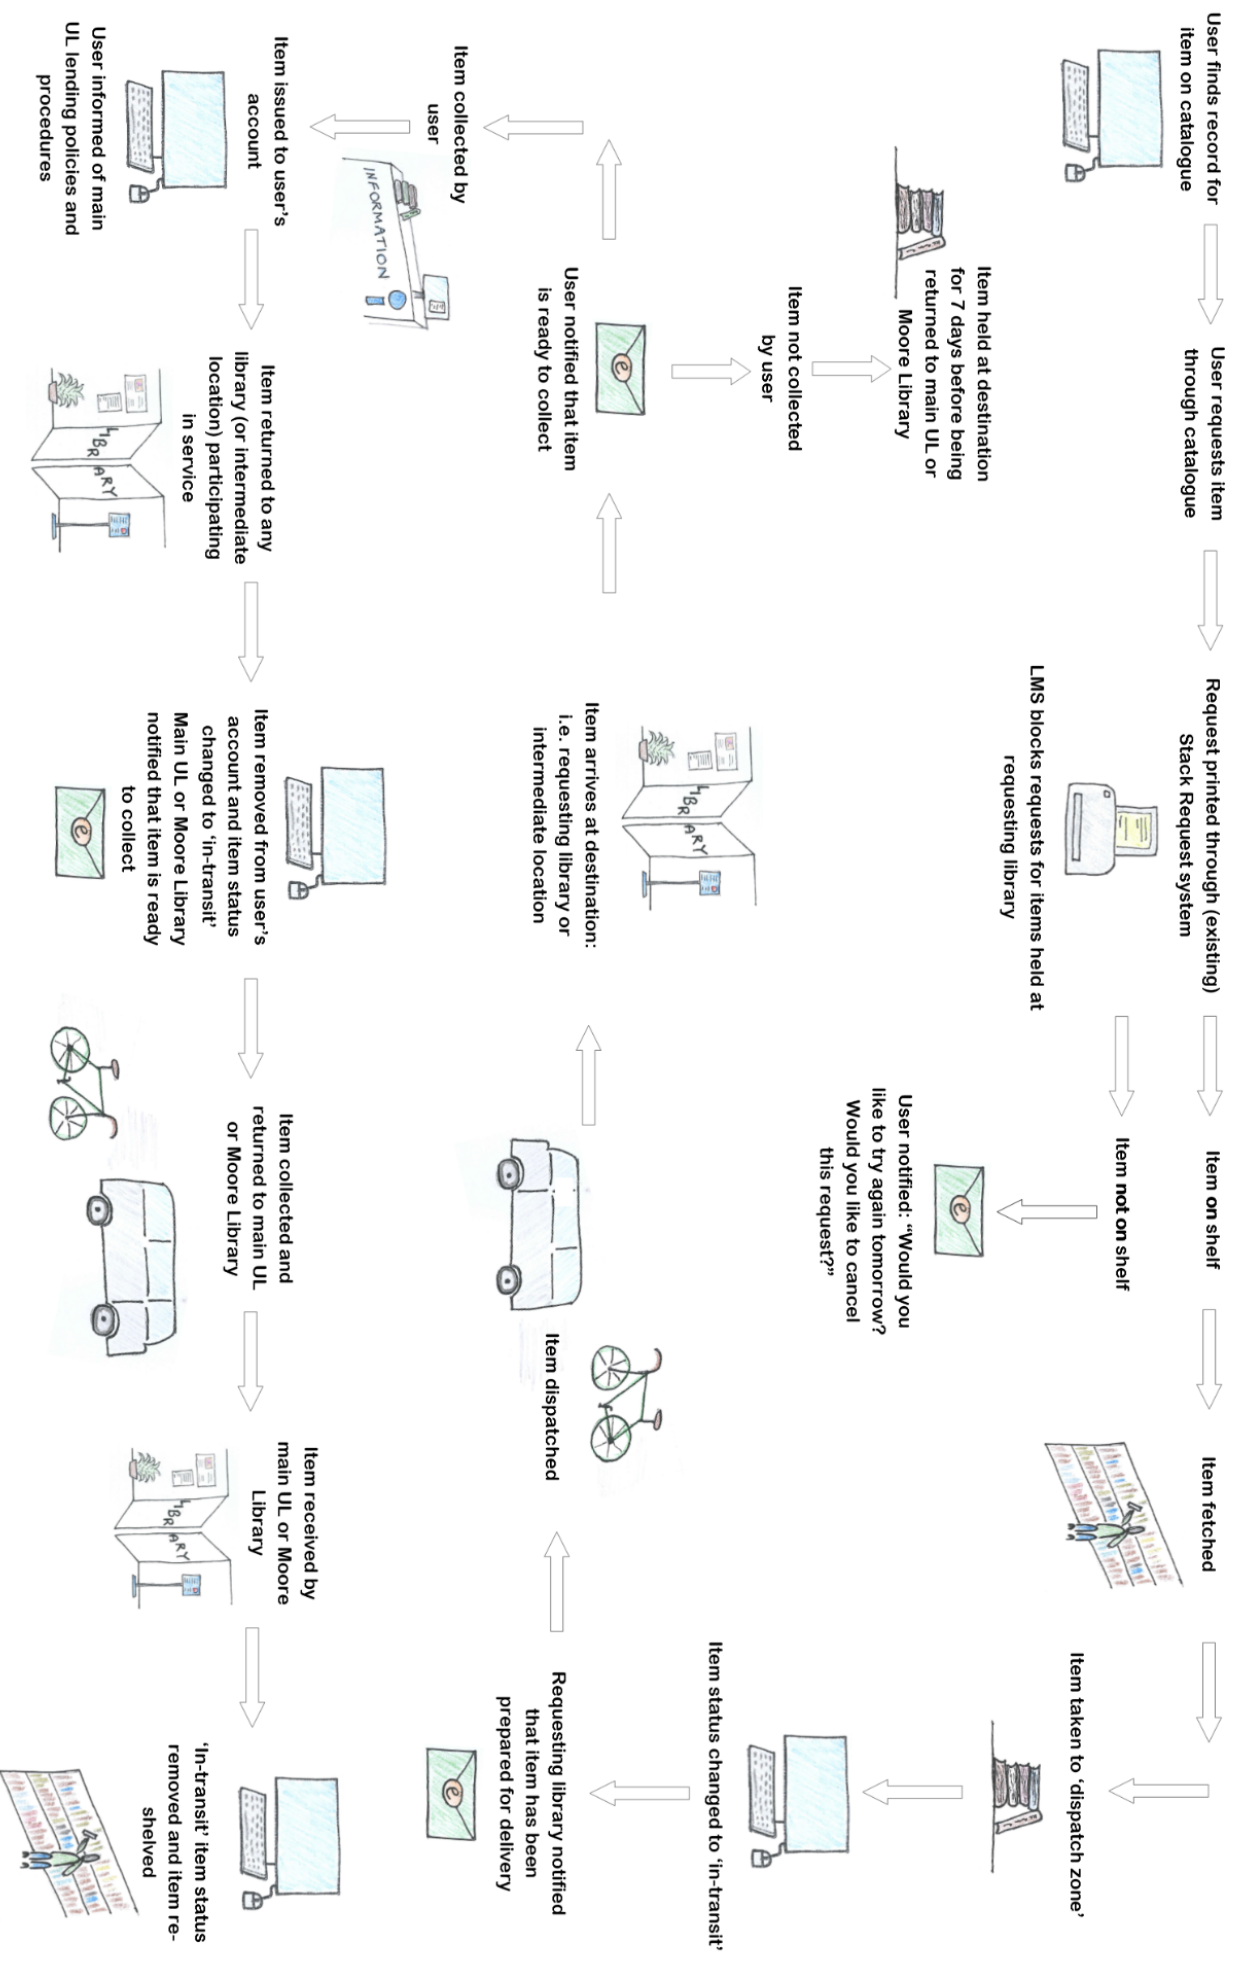 User finds record for
item on catalogue
User requests item
through catalogue
Request printed through (existing)
Stack Request system
LMS blocks requests for items held at
requesting library
Item on shelf
Item not on shelf
User notified: “Would you
like to try again tomorrow?
Would you like to cancel
this request?”
Item fetched
Item taken to ‘dispatch zone’
Item status changed to ‘in-transit’
Requesting library notified
that item has been
prepared for delivery
Item dispatched
LIBRARY
Item arrives at destination:
i.e. requesting library or
intermediate location
User notified that item
is ready to collect
e
Item not collected
by user
Item held at destination
for 7 days before being
returned to main UL or
Moore Library
Item collected by
user
INFORMATION
Item issued to user’s
account
User informed of main
UL lending policies and
procedures
Item returned to any
library (or intermediate
location) participating
in service
LIBRARY
Item removed from user’s
account and item status
changed to ‘in-transit’
Main UL or Moore Library
notified that item is ready
to collect
e
Item collected and
returned to main UL
or Moore Library
Item received by
main UL or Moore
Library
LIBRARY
‘In-transit’ item status
removed and item re-
shelved
e
e